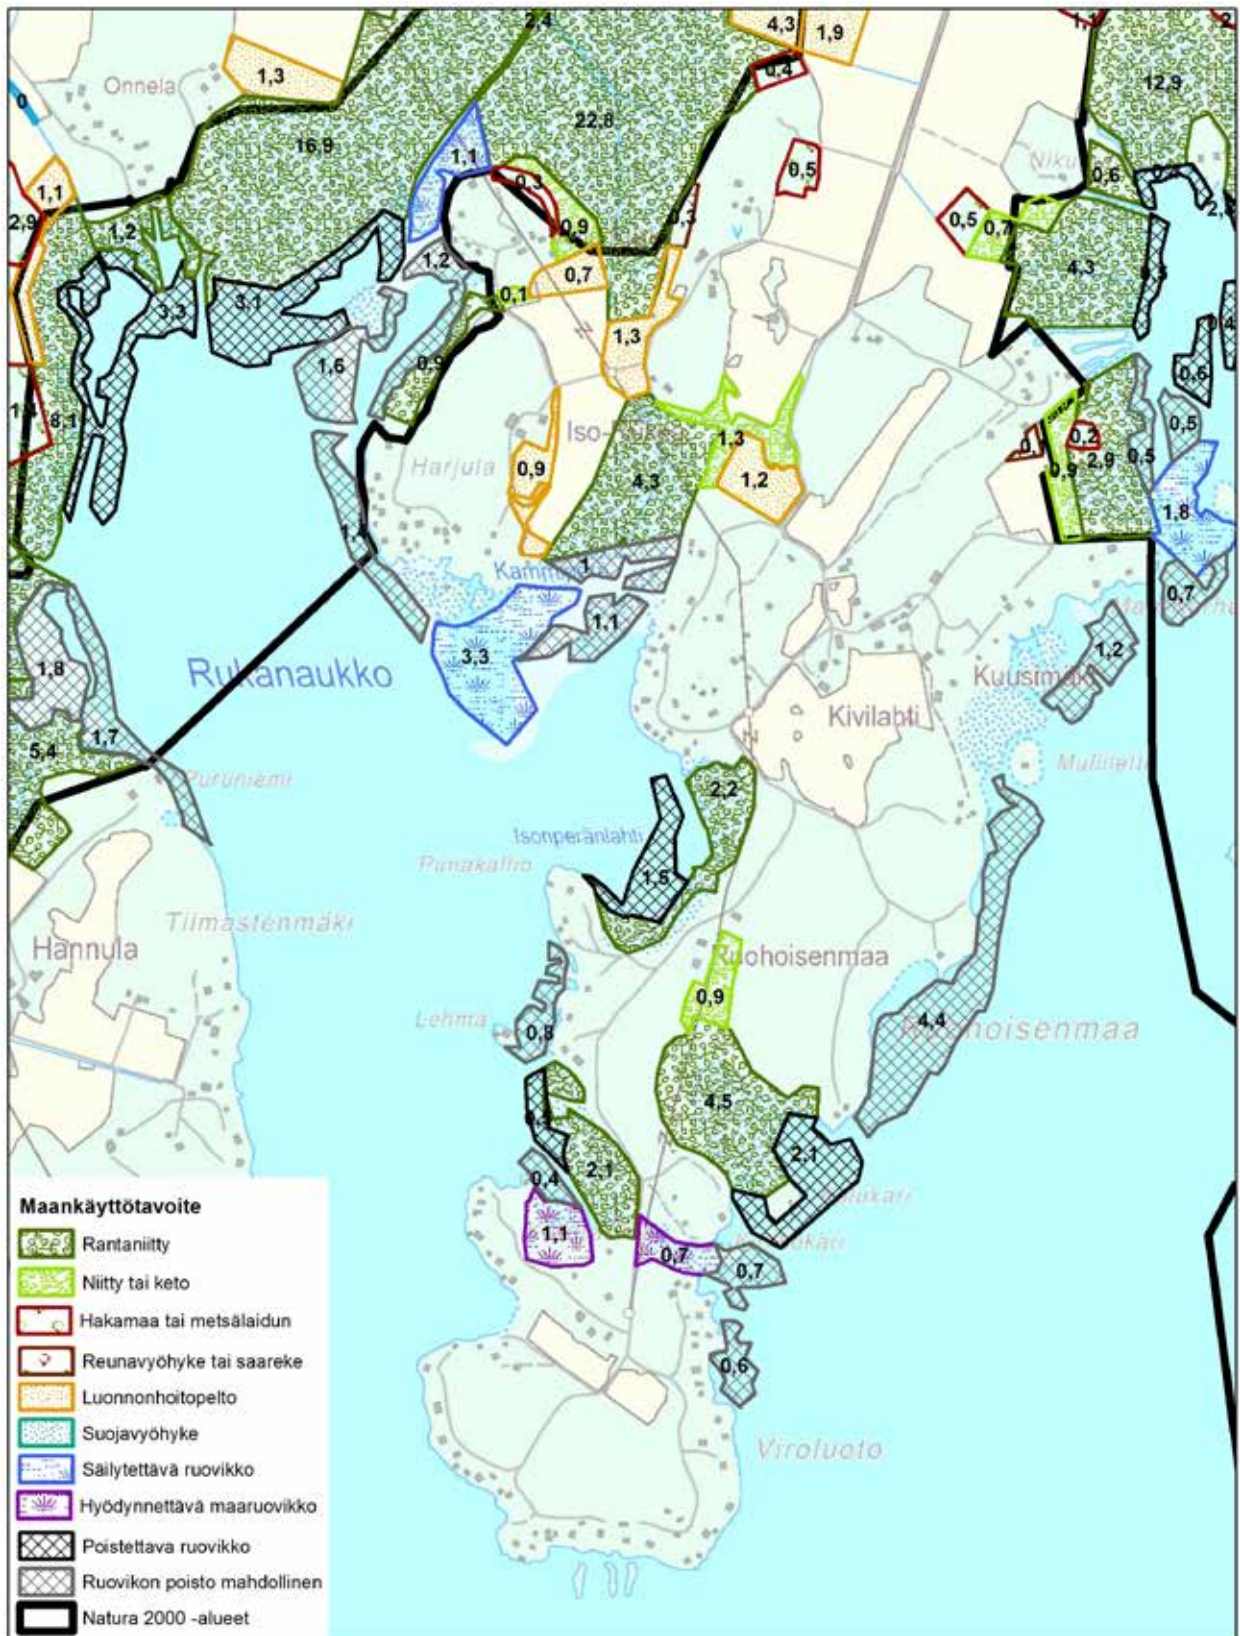 2,4
4,3
1,9
1,1
Onnela
1,3
0,4
12,9
0
16,9
22,8
1,1
0,5
Niku
0,6
1,1
0,3
0,3
0,5
0,7
2,9
1,2
0,9
1,2
0,7
4,3
0,1
3,3
3,1
1,3
1,6
0,9
0,6
8,1
Harjula
0,9
1,3
4,3
1,2
0,2
2,9
0,9
0,5
0,5
1,8
1
1,1
0,7
3,3
Rukanaukko
1,8
1,2
Kuusimäki
Kivilahti
5,4
1,7
Puruniemi
2,2
Isonperänlahti
Punakallio
1,5
Tiimastenmäki
Hannula
Ruohoisenmaa
0,9
Lehmä
0,8
4,4
Ruohoisenmaa
4,5
2,1
2,1
0,4
1,1
0,7
0,7
0,6
Viroluoto
Maankäyttötavoite
Rantaniitty
Niitty tai keto
Hakamaa tai metsälaidun
Reunavyöhyke tai saareke
Luonnonhoitopelto
Suojavyöhyke
Säilytettävä ruovikko
Hyödynnettävä maaruovikko
Poistettava ruovikko
Ruovikon poisto mahdollinen
Natura 2000 -alueet